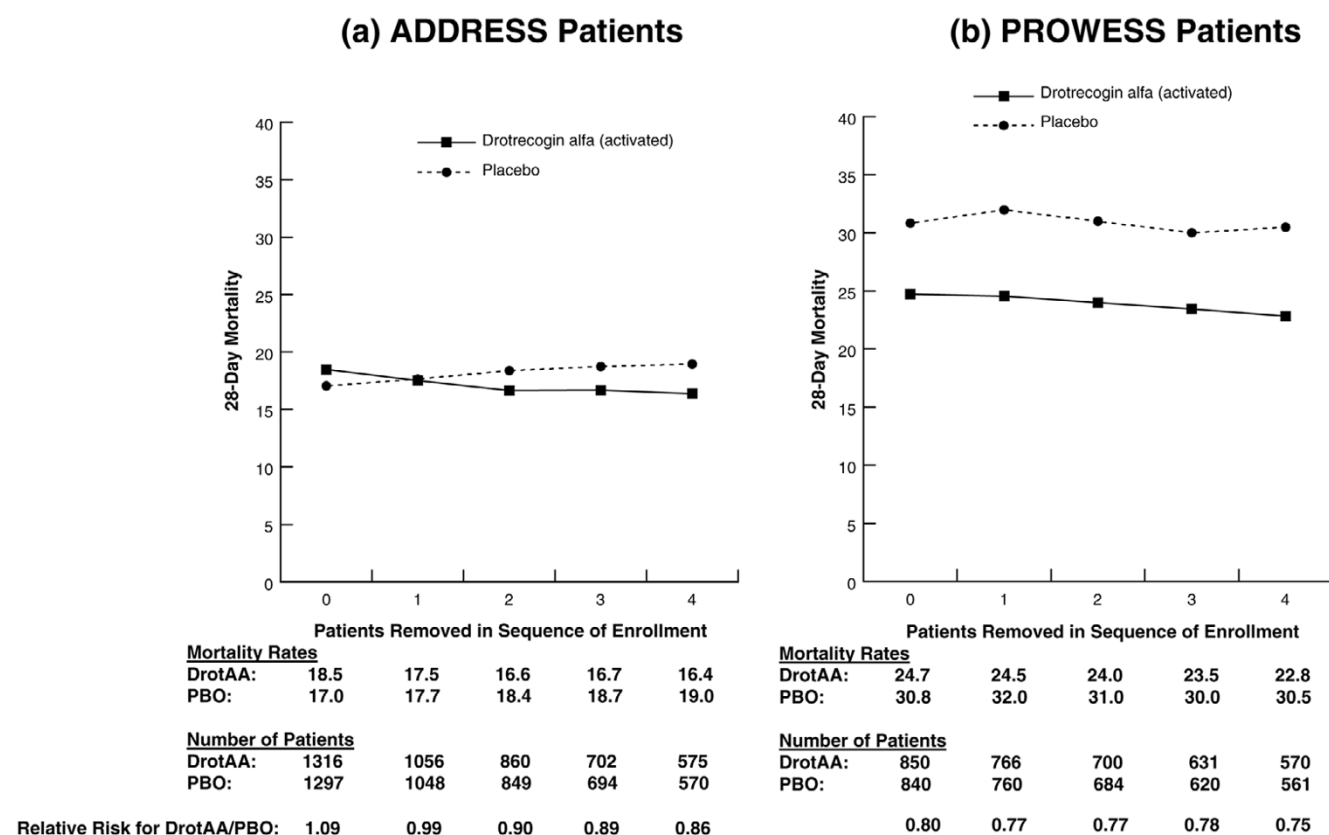 (a) ADDRESS Patients
Drotrecogin alfa (activated)
Placebo
40
35
30
25
20
15
10
5
0
28-Day Mortality
0 1 2 3 4
Patients Removed in Sequence of Enrollment
Mortality Rates
DrotAA: 18.5 17.5 16.6 16.7 16.4
PBO: 17.0 17.7 18.4 18.7 19.0
Number of Patients
DrotAA: 1316 1056 860 702 575
PBO: 1297 1048 849 694 570
Relative Risk for DrotAA/PBO: 1.09 0.99 0.90 0.89 0.86
(b) PROWESS Patients
Drotrecogin alfa (activated)
Placebo
40
35
30
25
20
15
10
5
0
28-Day Mortality
0 1 2 3 4
Patients Removed in Sequence of Enrollment
Mortality Rates
DrotAA: 24.7 24.5 24.0 23.5 22.8
PBO: 30.8 32.0 31.0 30.0 30.5
Number of Patients
DrotAA: 850 766 700 631 570
PBO: 840 760 684 620 561
0.80 0.77 0.77 0.78 0.75